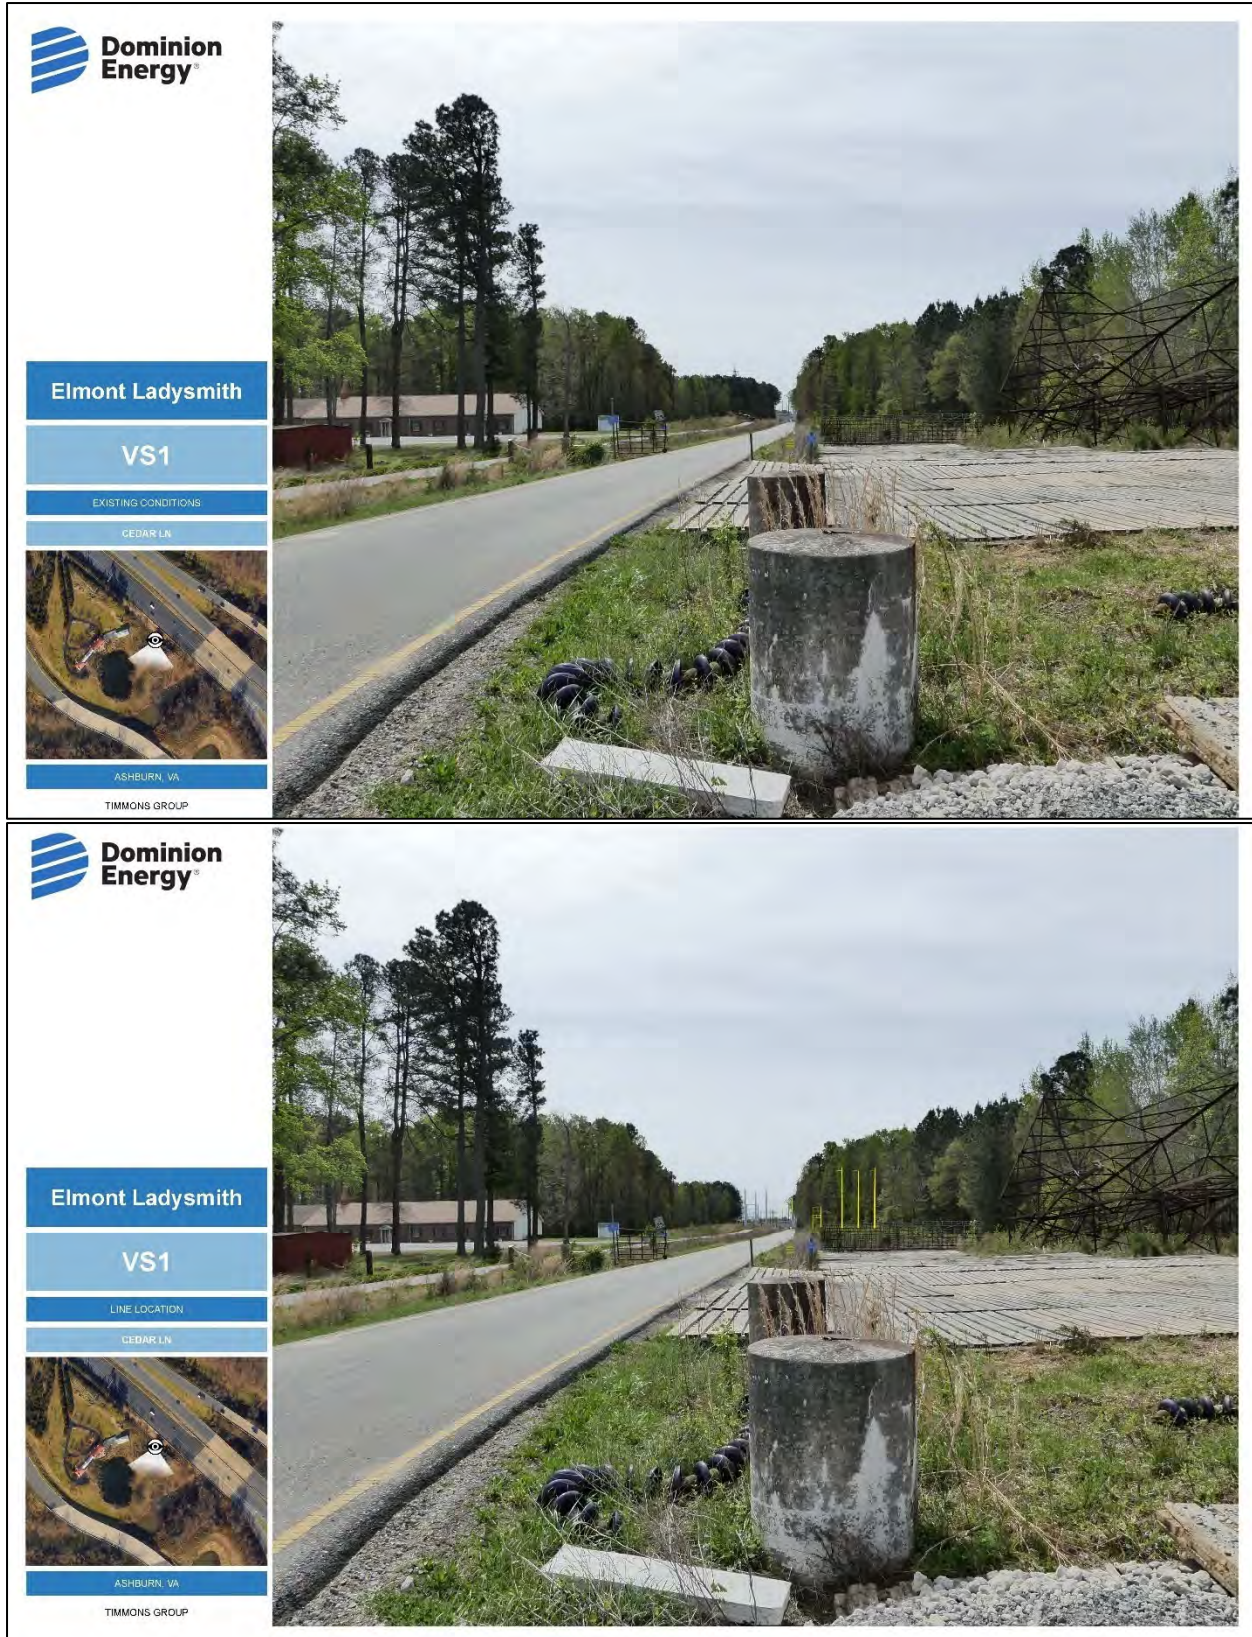 Dominion
Energy®
Elmont Ladysmith
VS1
EXISTING CONDITIONS
CEDAR LN
ASHBURN, VA
TIMMONS GROUP
Dominion
Energy®
Elmont Ladysmith
VS1
LINE LOCATION
CEDAR LN
ASHBURN, VA
TIMMONS GROUP